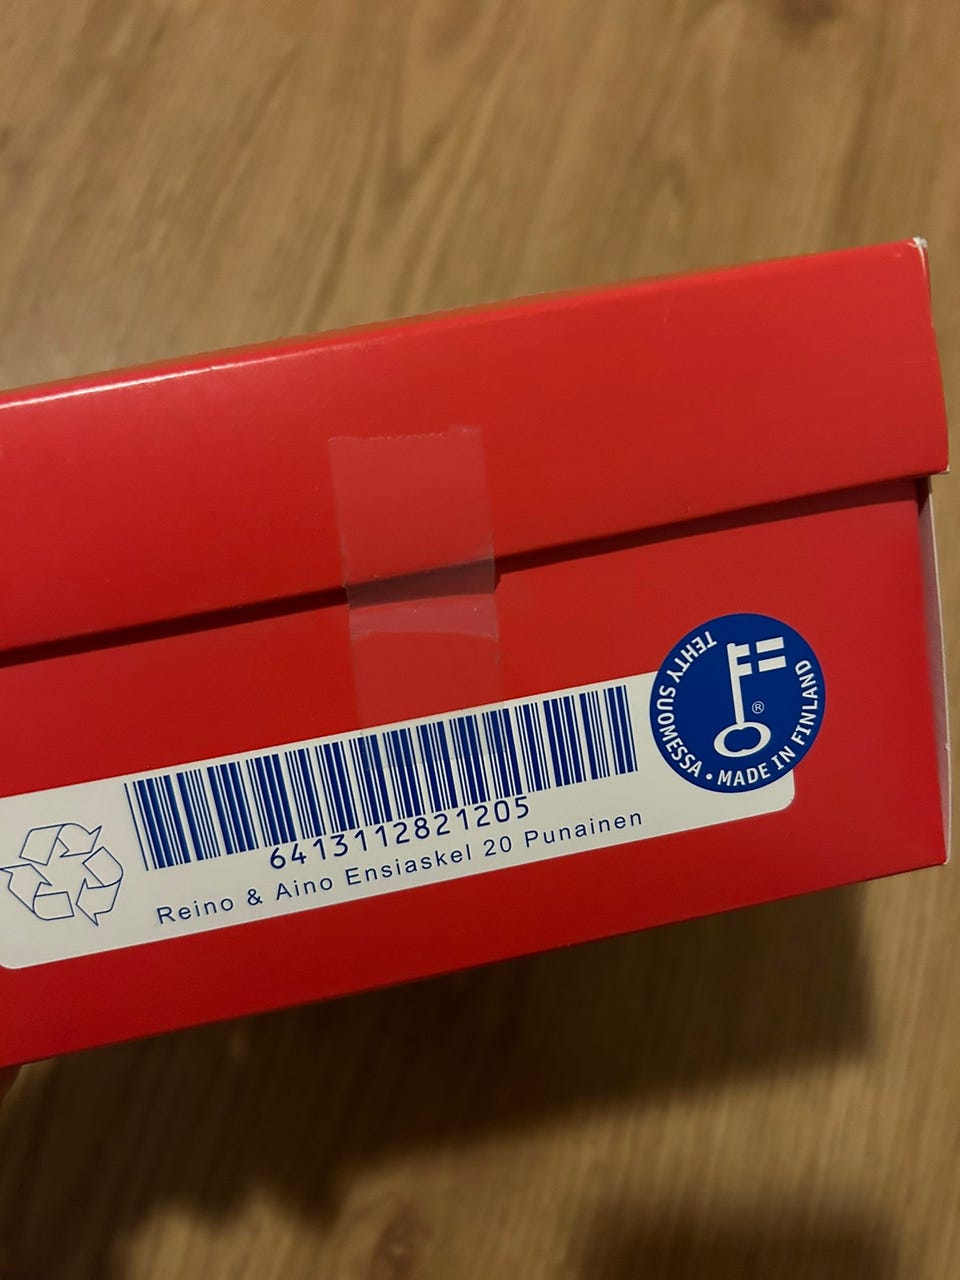 TEHTY SUOMESSA • MADE IN FINLAND
®
6413112821205
Reino & Aino Ensiaskel 20 Punainen